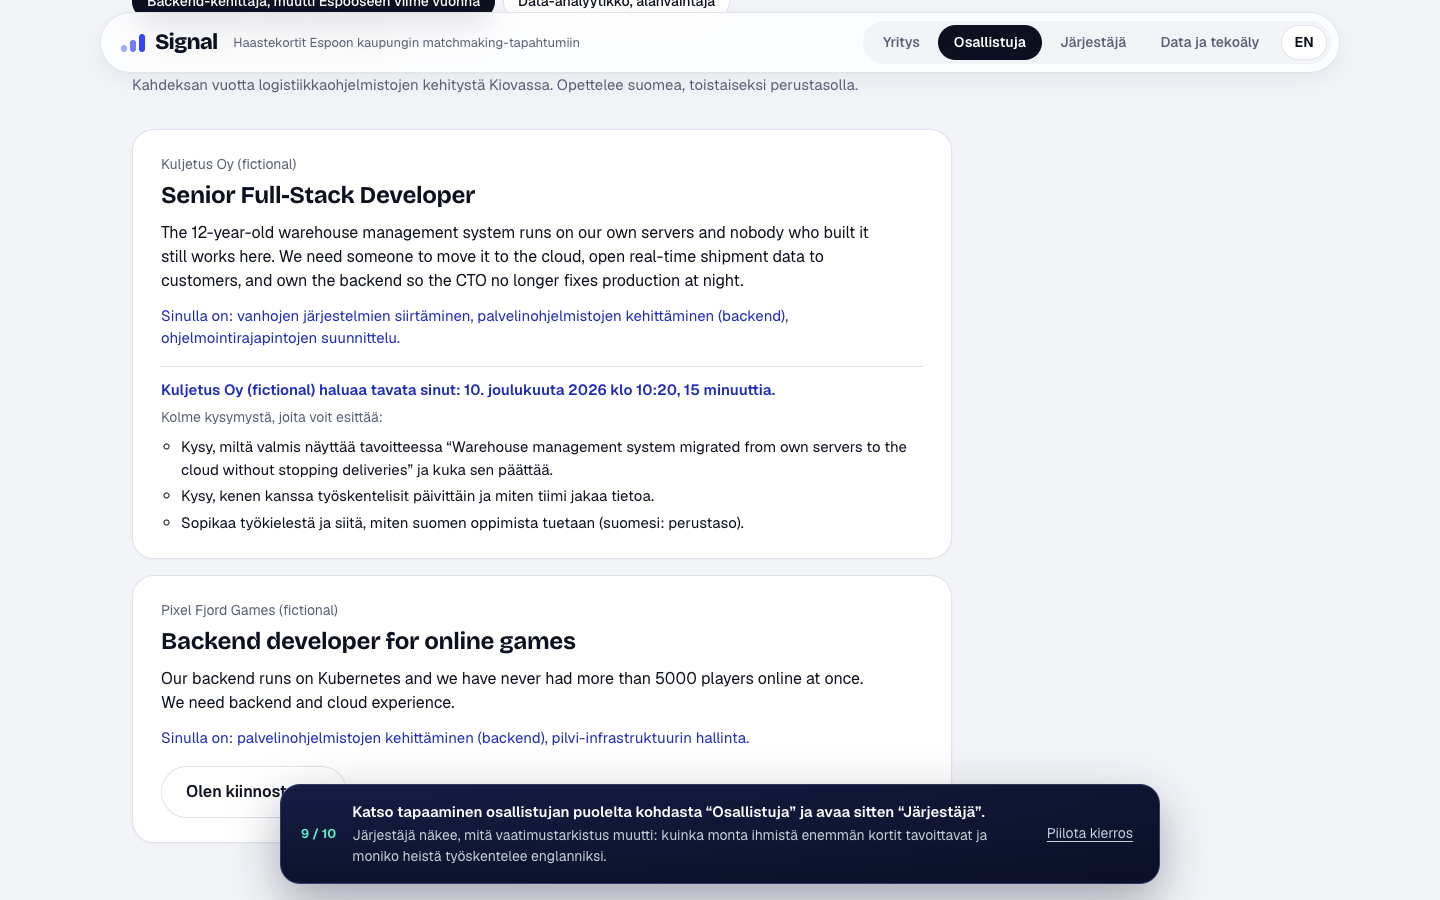 Backend-kehittäjä, muutti Espooseen viime vuonna
Data-analyytikko, alanvaihtaja
Signal
Haastekortit Espoon kaupungin matchmaking-tapahtumiin
Yritys
Osallistuja
Järjestäjä
Data ja tekoäly
EN
Kahdeksan vuotta logistiikkaohjelmistojen kehitystä Kiovassa. Opettelee suomea, toistaiseksi perustasolla.
Kuljetus Oy (fictional)
Senior Full-Stack Developer
The 12-year-old warehouse management system runs on our own servers and nobody who built it
still works here. We need someone to move it to the cloud, open real-time shipment data to
customers, and own the backend so the CTO no longer fixes production at night.
Sinulla on: vanhojen järjestelmien siirtäminen, palvelinohjelmistojen kehittäminen (backend),
ohjelmointirajapintojen suunnittelu.
Kuljetus Oy (fictional) haluaa tavata sinut: 10. joulukuuta 2026 klo 10:20, 15 minuuttia.
Kolme kysymystä, joita voit esittää:
Kysy, miltä valmis näyttää tavoitteessa “Warehouse management system migrated from own servers to the
cloud without stopping deliveries” ja kuka sen päättää.
Kysy, kenen kanssa työskentelisit päivittäin ja miten tiimi jakaa tietoa.
Sopikaa työkielestä ja siitä, miten suomen oppimista tuetaan (suomesi: perustaso).
Pixel Fjord Games (fictional)
Backend developer for online games
Our backend runs on Kubernetes and we have never had more than 5000 players online at once.
We need backend and cloud experience.
Sinulla on: palvelinohjelmistojen kehittäminen (backend), pilvi-infrastruktuurin hallinta.
Olen
9 / 10
Katso tapaaminen osallistujan puolelta kohdasta “Osallistuja” ja avaa sitten “Järjestäjä”.
Järjestäjä näkee, mitä vaatimustarkistus muutti: kuinka monta ihmistä enemmän kortit tavoittavat ja
moniko heistä työskentelee englanniksi.
Piilota kierros